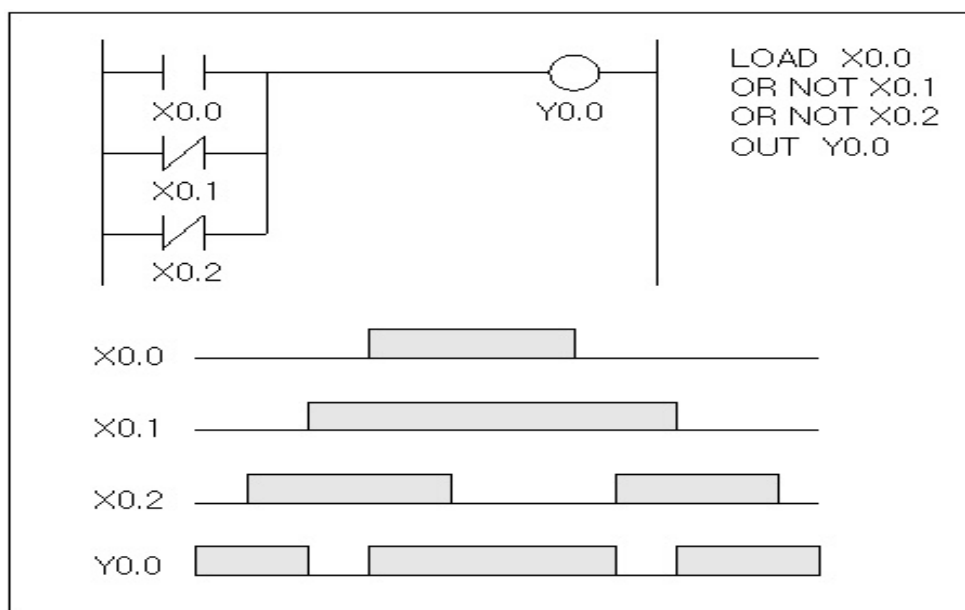 LOAD X0.0
OR NOT X0.1
OR NOT X0.2
OUT Y0.0
X0.0
Y0.0
X0.1
X0.2
X0.0
X0.1
X0.2
Y0.0